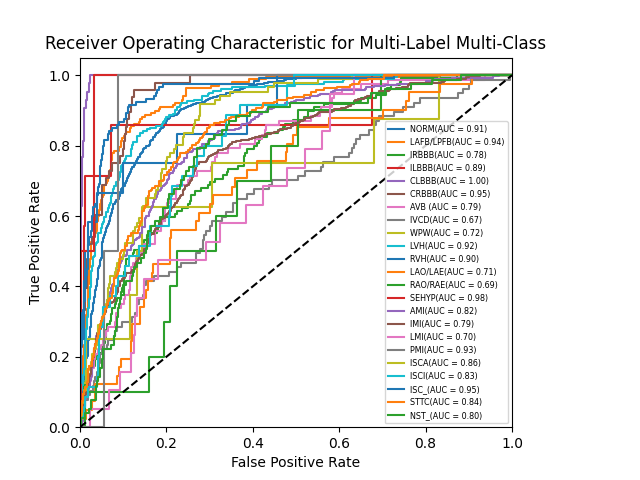 Receiver Operating Characteristic for Multi-Label Multi-Class
True Positive Rate
1.0
0.8
0.6
0.4
0.2
0.0
NORM(AUC = 0.91)
LAFB/LPFB(AUC = 0.94)
IRBBB(AUC = 0.78)
ILBBB(AUC = 0.89)
CLBBB(AUC = 1.00)
CRBBB(AUC = 0.95)
AVB (AUC = 0.79)
IVCD(AUC = 0.67)
WPW(AUC = 0.72)
LVH(AUC = 0.92)
RVH(AUC = 0.90)
LAO/LAE(AUC = 0.71)
RAO/RAE(AUC = 0.69)
SEHYP(AUC = 0.98)
AMI(AUC = 0.82)
IMI(AUC = 0.79)
LMI(AUC = 0.70)
PMI(AUC = 0.93)
ISCA(AUC = 0.86)
ISCI(AUC = 0.83)
ISC_(AUC = 0.95)
STTC(AUC = 0.84)
NST_(AUC = 0.80)
0.0 0.2 0.4 0.6 0.8 1.0
False Positive Rate